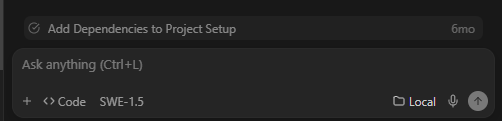 Add Dependencies to Project Setup 6mo
Ask anything (Ctrl+L)
+ <> Code SWE-1.5 Local